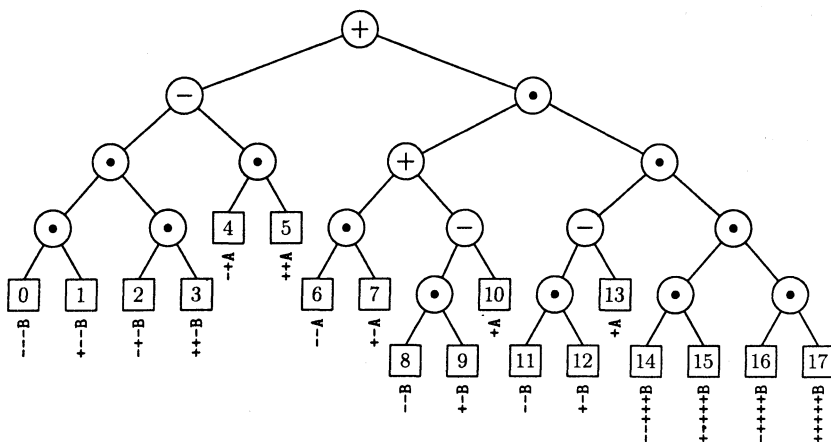 +
−
•
•
+
•
•
•
4
−+A
5
++A
•
−
−
•
0
−−−B
1
+−−B
2
−+−B
3
++−B
6
−−A
7
+−A
•
10
+A
•
13
+A
•
•
8
−−B
9
+−B
11
−−B
12
+−B
14
15
16
17
+++++B